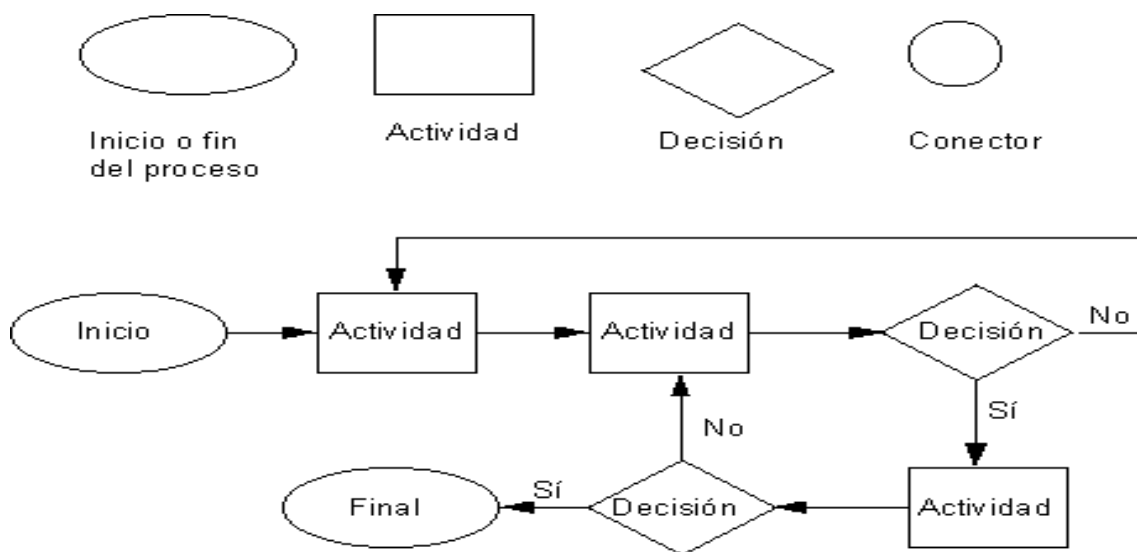 Inicio o fin
del proceso
Actividad
Decisión
Conector
Inicio
Actividad
Actividad
Decisión
No
Sí
No
Final
Sí
Decisión
Actividad